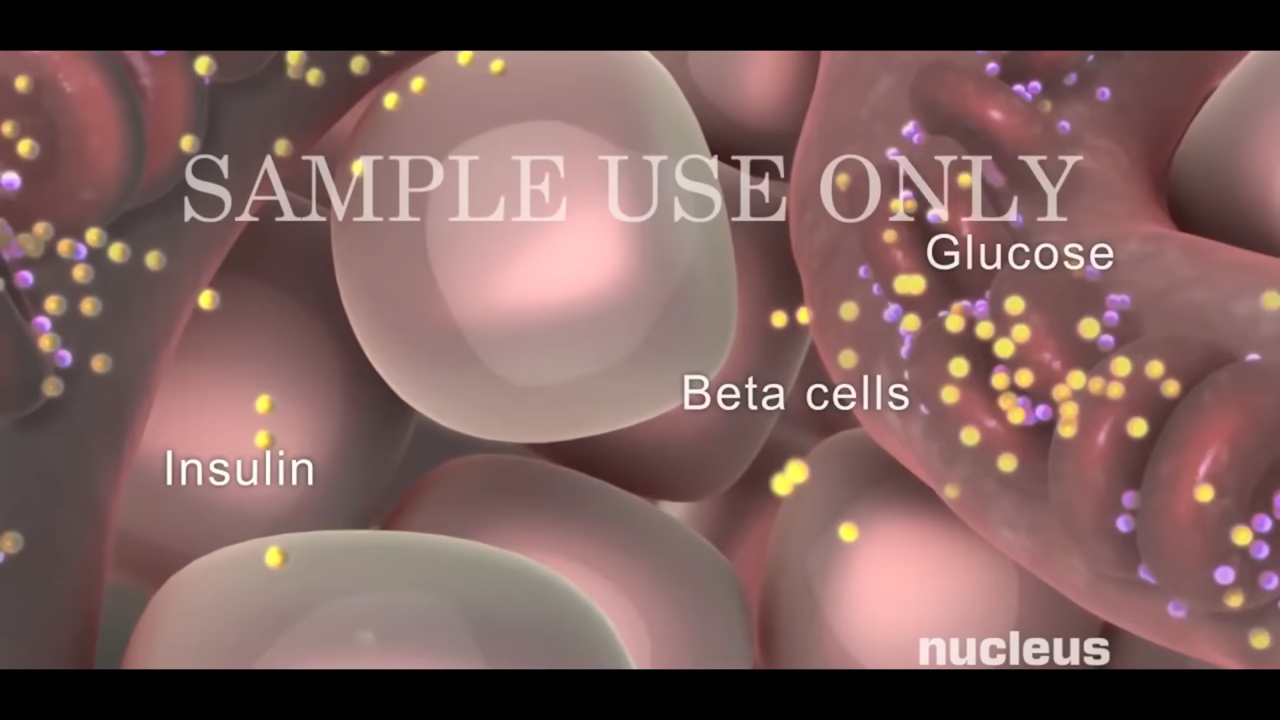 SAMPLE USE ONLY
Glucose
Beta cells
Insulin
nucleus